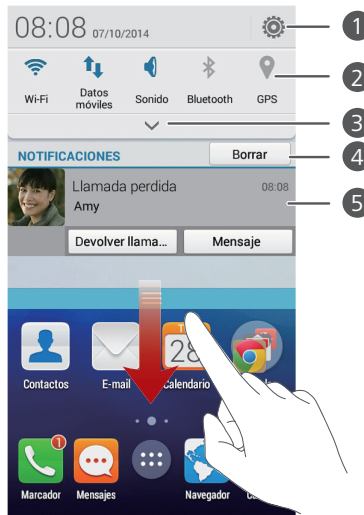 08:08 07/10/2014
1
2
Wi-Fi Datos móviles Sonido Bluetooth GPS
3
NOTIFICACIONES Borrar
4
Llamada perdida 08:08
Amy
5
Devolver llama... Mensaje
28
Contactos E-mail Calendario
1
Marcador Mensajes Navegador